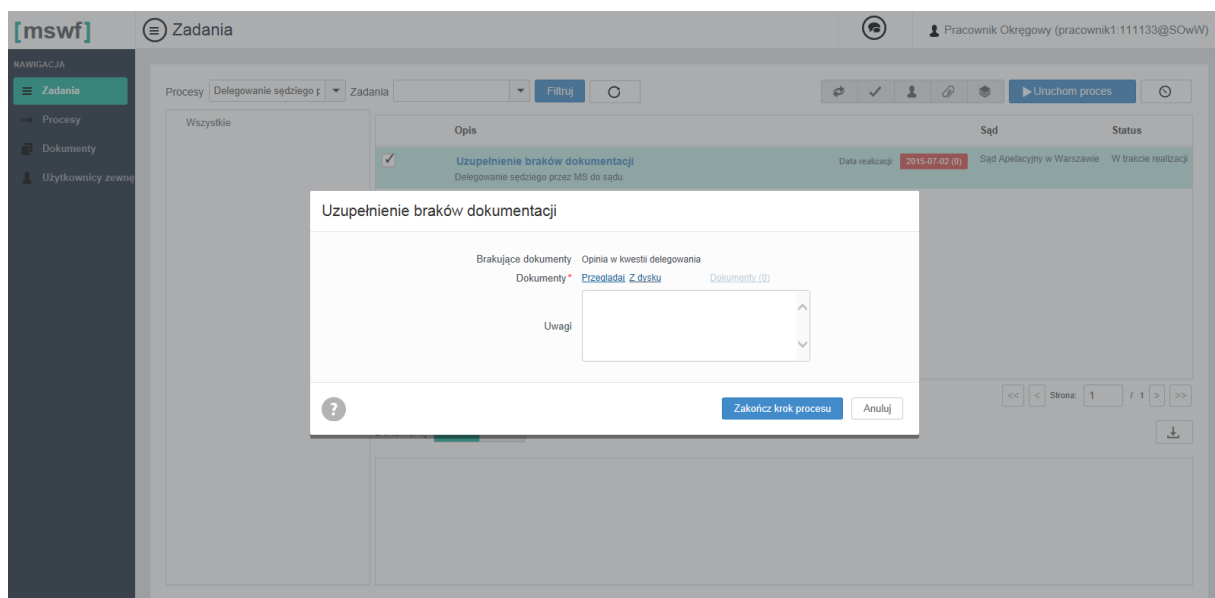 [mswf]
Zadania
Pracownik Okręgowy (pracownik1:111133@SOwW)
NAWIGACJA
Zadania
Procesy
Dokumenty
Użytkownicy zewnę
Procesy Delegowanie sędziego p Zadania Filtruj Uruchom proces
Wszystkie
Opis Sąd Status
Uzupełnienie braków dokumentacji Data realizacji: 2015-07-02 (0) Sąd Apelacyjny w Warszawie W trakcie realizacji
Delegowanie sędziego przez MS do sądu
Uzupełnienie braków dokumentacji
Brakujące dokumenty Opinia w kwestii delegowania
Dokumenty* Przeglądaj Z dysku Dokumenty (0)
Uwagi
? Zakończ krok procesu Anuluj
<< < Strona: 1 / 1 > >>